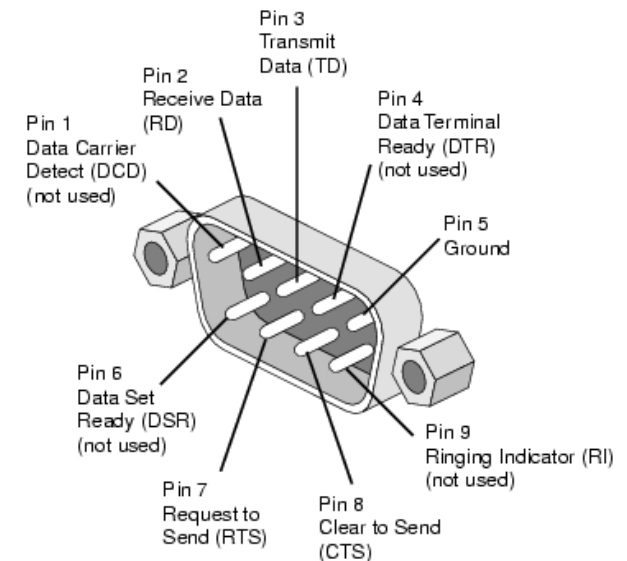 Pin 3
Transmit
Data (TD)
Pin 2
Receive Data
(RD)
Pin 4
Data Terminal
Ready (DTR)
(not used)
Pin 1
Data Carrier
Detect (DCD)
(not used)
Pin 5
Ground
Pin 6
Data Set
Ready (DSR)
(not used)
Pin 9
Ringing Indicator (RI)
(not used)
Pin 7
Request to
Send (RTS)
Pin 8
Clear to Send
(CTS)